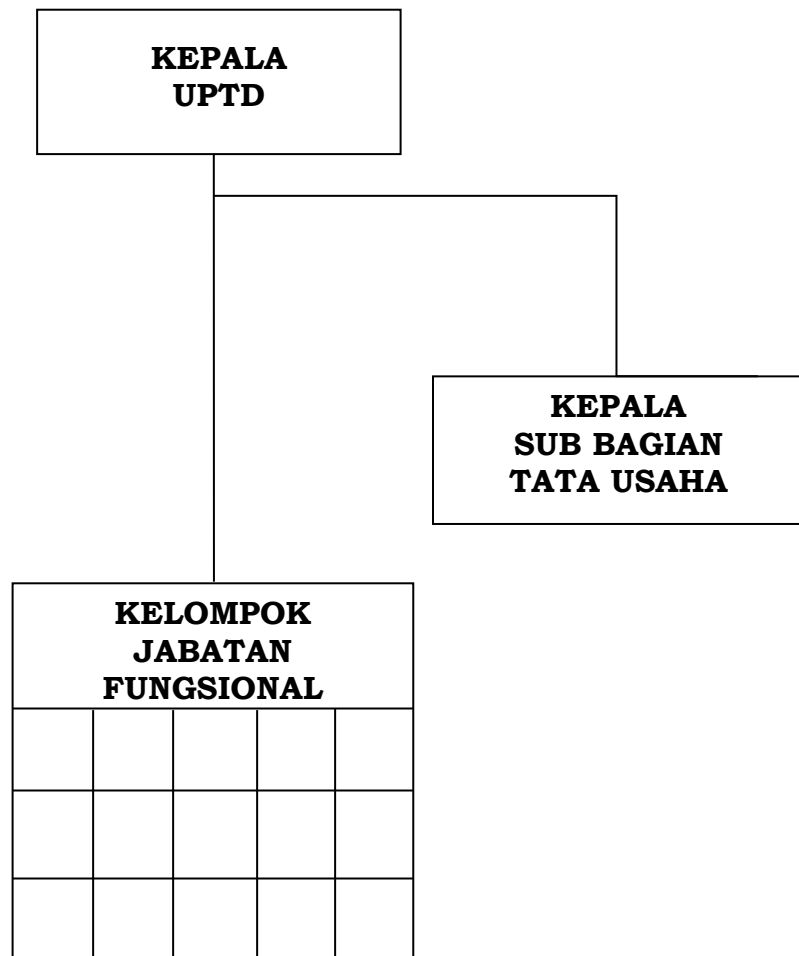 KEPALA
UPTD
KEPALA
SUB BAGIAN
TATA USAHA
KELOMPOK
JABATAN
FUNGSIONAL